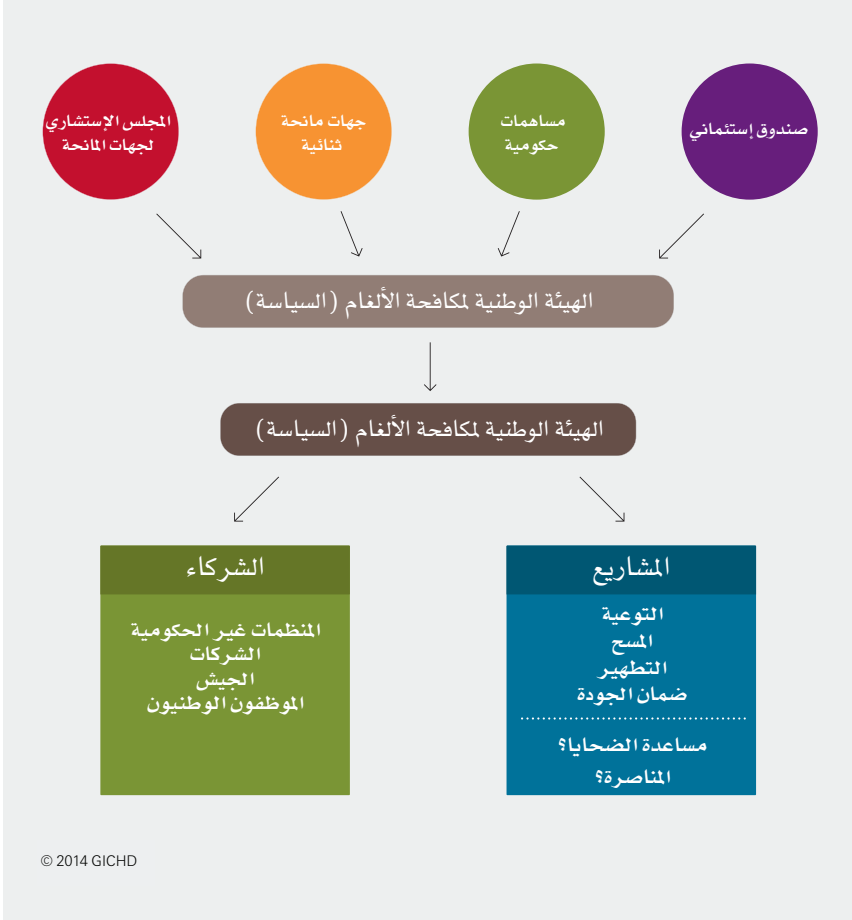 صندوق إستئماني
مساهمات
حكومية
جهات مانحة
ثنائية
المجلس الإستشاري
لجهات المانحة
الهيئة الوطنية لمكافحة الألغام (السياسة)
الهيئة الوطنية لمكافحة الألغام (السياسة)
المشاريع
التوعية
المسح
التطهير
ضمان الجودة
مساعدة الضحايا؟
المناصرة؟
الشركاء
المنظمات غير الحكومية
الشركات
الجيش
الموظفون الوطنيون
© 2014 GICHD